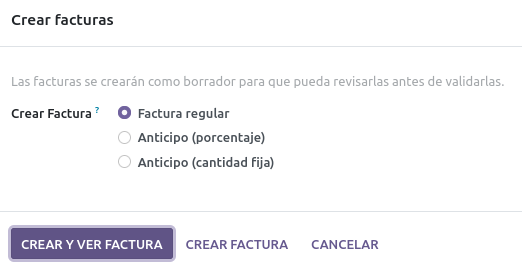 Crear facturas
Las facturas se crearán como borrador para que pueda revisarlas antes de validarlas.
Crear Factura ?
Factura regular
Anticipo (porcentaje)
Anticipo (cantidad fija)
CREAR Y VER FACTURA CREAR FACTURA CANCELAR